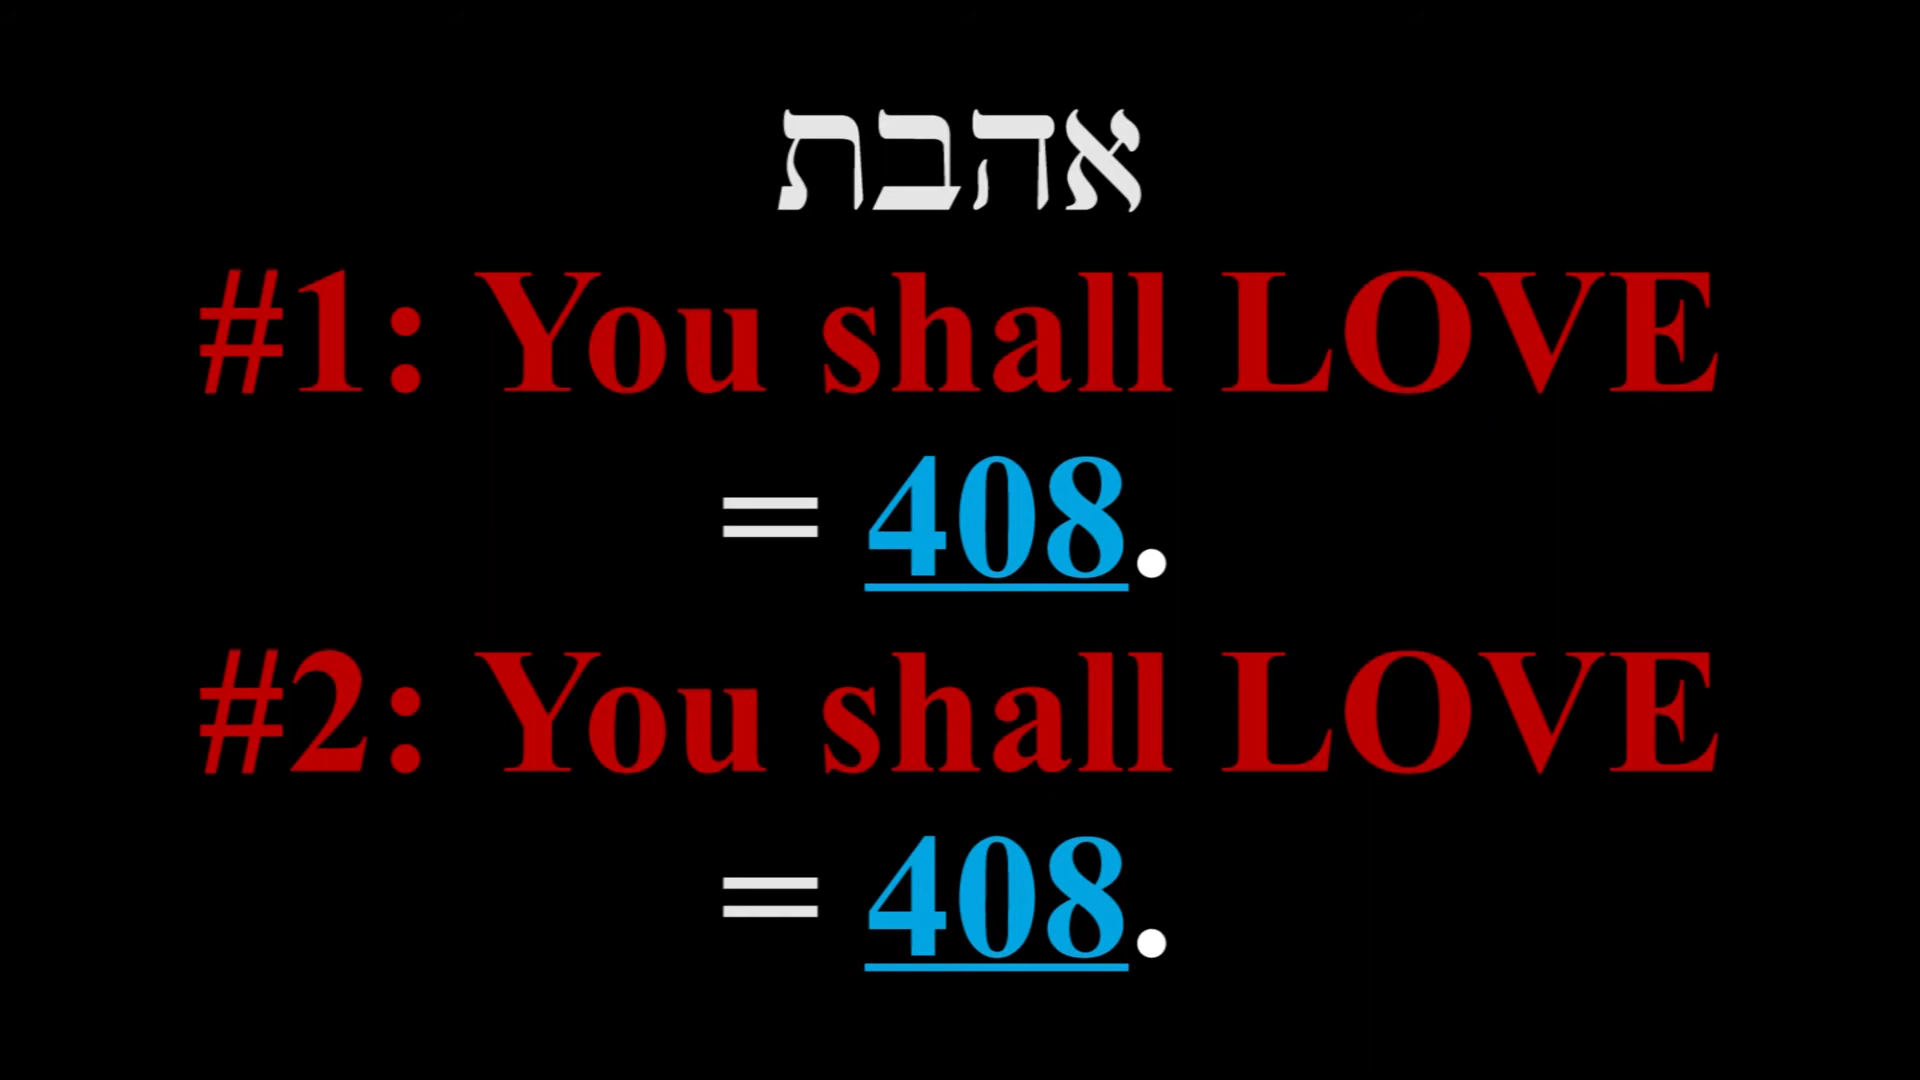 אהבת
#1: You shall LOVE
= 408.
#2: You shall LOVE
= 408.